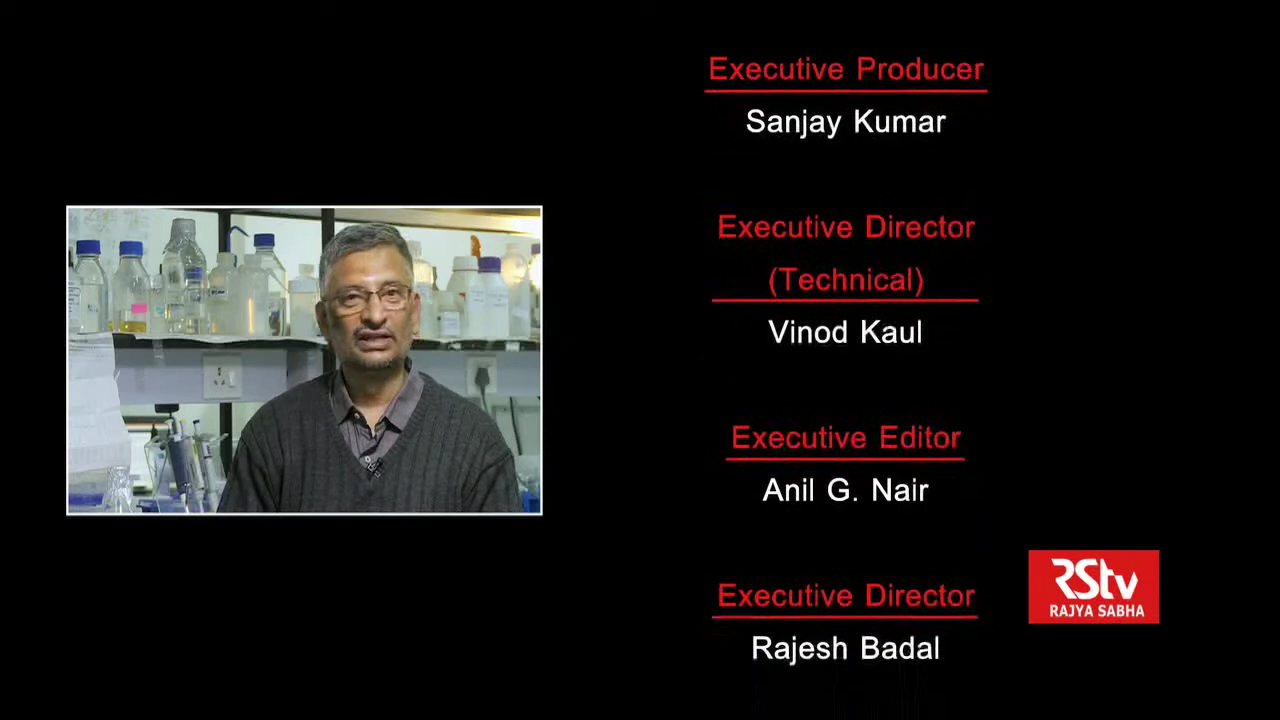 Executive Producer
Sanjay Kumar
Executive Director
(Technical)
Vinod Kaul
Executive Editor
Anil G. Nair
Executive Director
Rajesh Badal
RStv
RAJYA SABHA